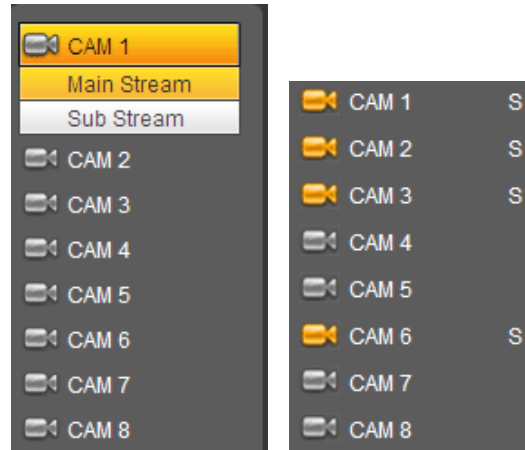 CAM 1
Main Stream
Sub Stream
CAM 2
CAM 3
CAM 4
CAM 5
CAM 6
CAM 7
CAM 8
CAM 1 S
CAM 2 S
CAM 3 S
CAM 4
CAM 5
CAM 6 S
CAM 7
CAM 8